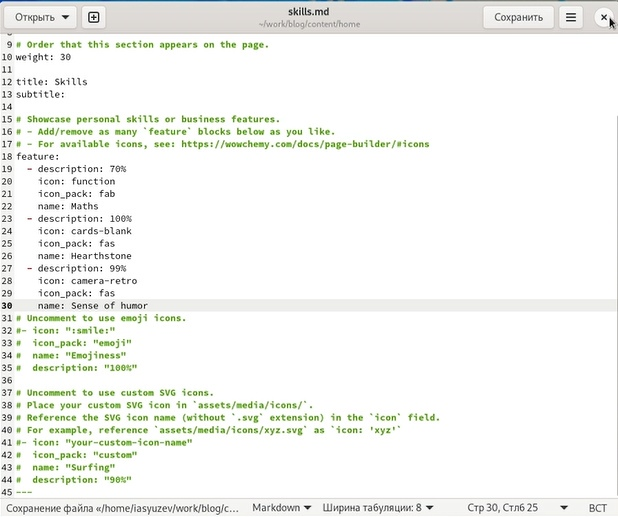 Открыть
skills.md
~/work/blog/content/home
Сохранить
9 # Order that this section appears on the page.
10 weight: 30
11
12 title: Skills
13 subtitle:
14
15 # Showcase personal skills or business features.
16 # - Add/remove as many `feature` blocks below as you like.
17 # - For available icons, see: https://wowchemy.com/docs/page-builder/#icons
18 feature:
19   - description: 70%
20     icon: function
21     icon_pack: fab
22     name: Maths
23   - description: 100%
24     icon: cards-blank
25     icon_pack: fas
26     name: Hearthstone
27   - description: 99%
28     icon: camera-retro
29     icon_pack: fas
30     name: Sense of humor
31 # Uncomment to use emoji icons.
32 #- icon: ":smile:"
33 #  icon_pack: "emoji"
34 #  name: "Emojiness"
35 #  description: "100%"
36
37 # Uncomment to use custom SVG icons.
38 # Place your custom SVG icon in `assets/media/icons/`.
39 # Reference the SVG icon name (without `.svg` extension) in the `icon` field.
40 # For example, reference `assets/media/icons/xyz.svg` as `icon: 'xyz'`
41 #- icon: "your-custom-icon-name"
42 #  icon_pack: "custom"
43 #  name: "Surfing"
44 #  description: "90%"
45 ---
Сохранение файла «/home/iasyuzev/work/blog/c... Markdown Ширина табуляции: 8 Стр 30, Стлб 25 ВСТ